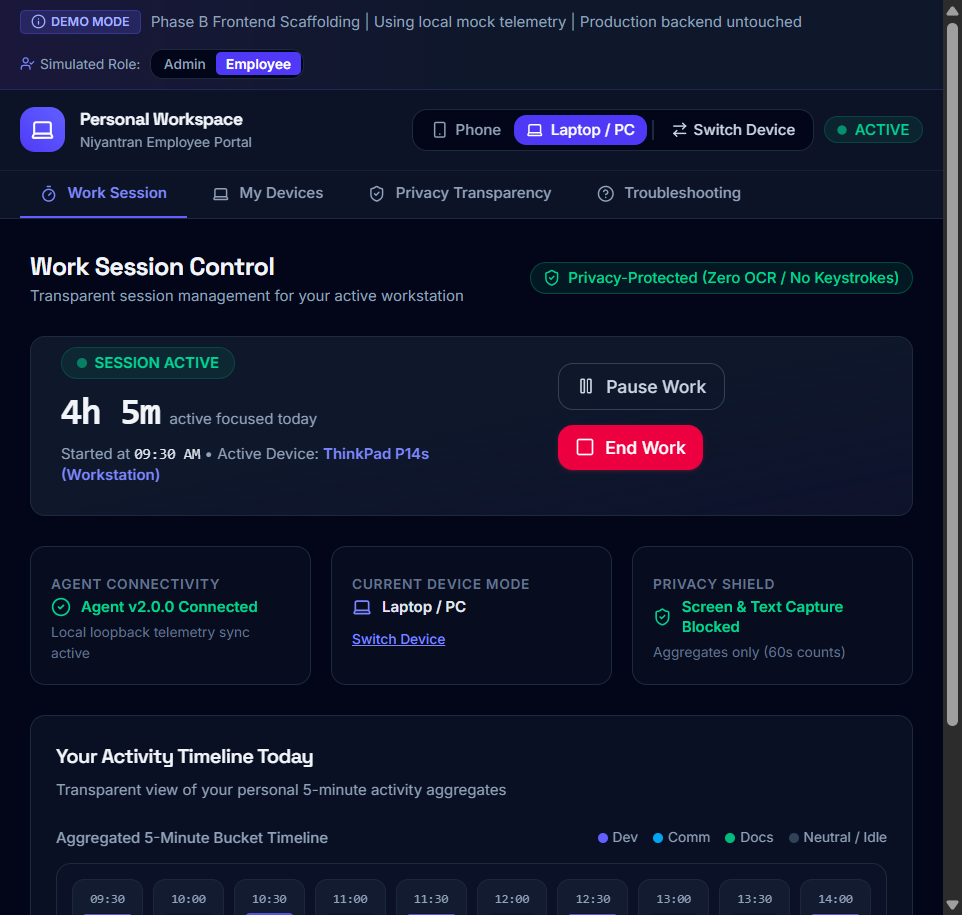 DEMO MODE Phase B Frontend Scaffolding | Using local mock telemetry | Production backend untouched
Simulated Role: Admin Employee
Personal Workspace
Niyantran Employee Portal
Phone Laptop / PC Switch Device ACTIVE
Work Session My Devices Privacy Transparency Troubleshooting
Work Session Control
Transparent session management for your active workstation
Privacy-Protected (Zero OCR / No Keystrokes)
SESSION ACTIVE
4h 5m active focused today
Started at 09:30 AM • Active Device: ThinkPad P14s
(Workstation)
Pause Work
End Work
AGENT CONNECTIVITY
Agent v2.0.0 Connected
Local loopback telemetry sync
active
CURRENT DEVICE MODE
Laptop / PC
Switch Device
PRIVACY SHIELD
Screen & Text Capture
Blocked
Aggregates only (60s counts)
Your Activity Timeline Today
Transparent view of your personal 5-minute activity aggregates
Aggregated 5-Minute Bucket Timeline
Dev Comm Docs Neutral / Idle
09:30 10:00 10:30 11:00 11:30 12:00 12:30 13:00 13:30 14:00